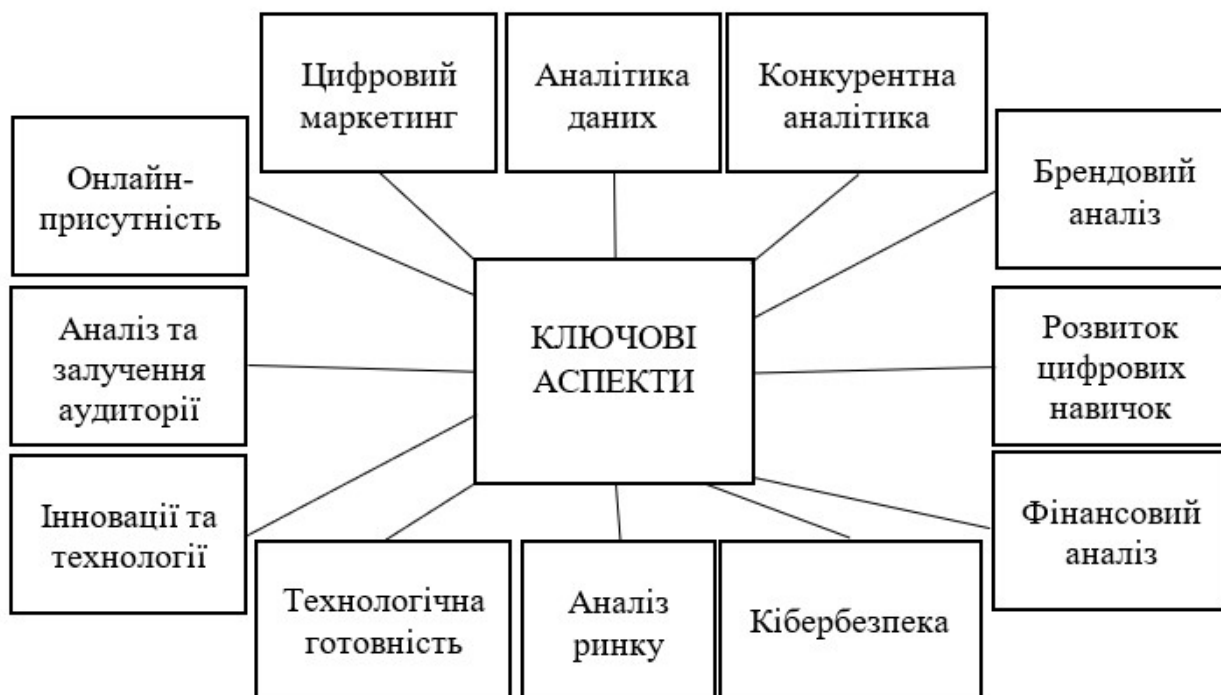 Цифровий
маркетинг
Аналітика
даних
Конкурентна
аналітика
Онлайн-
присутність
Брендовий
аналіз
Аналіз та
залучення
аудиторії
КЛЮЧОВІ
АСПЕКТИ
Розвиток
цифрових
навичок
Інновації та
технології
Фінансовий
аналіз
Технологічна
готовність
Аналіз
ринку
Кібербезпека